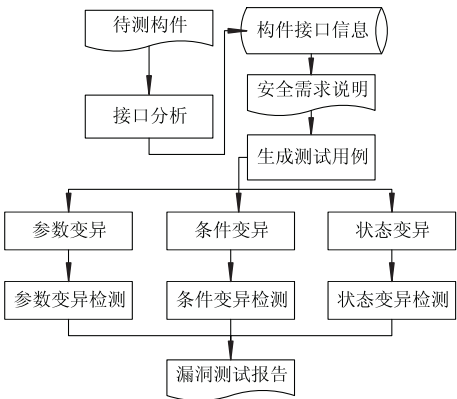 待测构件
构件接口信息
安全需求说明
接口分析
生成测试用例
参数变异
条件变异
状态变异
参数变异检测
条件变异检测
状态变异检测
漏洞测试报告